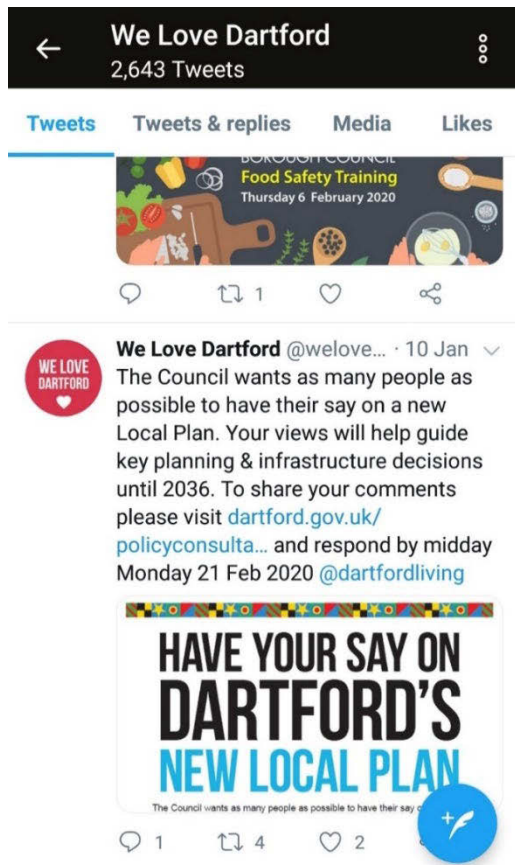 We Love Dartford
2,643 Tweets
Tweets Tweets & replies Media Likes
BOROUGH COUNCIL
Food Safety Training
Thursday 6 February 2020
1
We Love Dartford @welove... · 10 Jan
WE LOVE
DARTFORD
The Council wants as many people as
possible to have their say on a new
Local Plan. Your views will help guide
key planning & infrastructure decisions
until 2036. To share your comments
please visit dartford.gov.uk/
policyconsulta... and respond by midday
Monday 21 Feb 2020 @dartfordliving
HAVE YOUR SAY ON
DARTFORD'S
NEW LOCAL PLAN
The Council wants as many people as possible to have their say
1 4 2